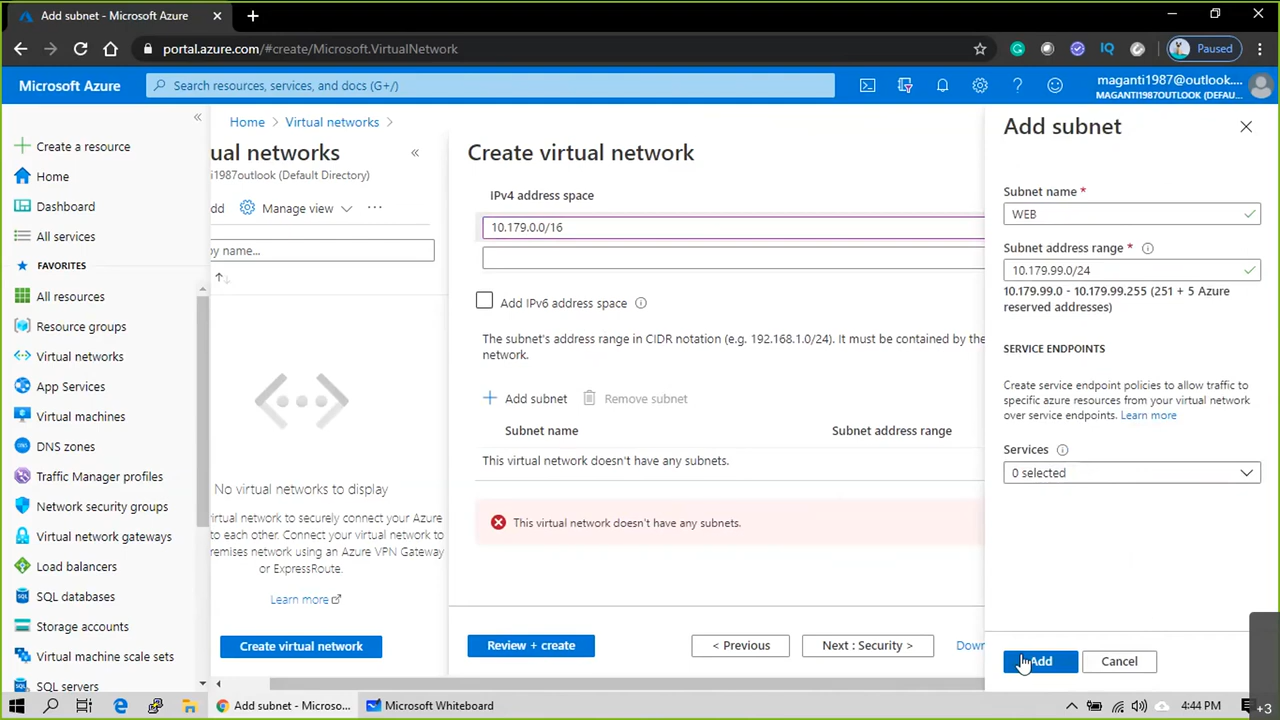 Add subnet - Microsoft Azure
portal.azure.com/#create/Microsoft.VirtualNetwork
IQ
Paused
Microsoft Azure
Search resources, services, and docs (G+/)
maganti1987@outlook....
MAGANTI1987OUTLOOK (DEFAU...
Create a resource
Home
Dashboard
All services
FAVORITES
All resources
Resource groups
Virtual networks
App Services
Virtual machines
DNS zones
Traffic Manager profiles
Network security groups
Virtual network gateways
Load balancers
SQL databases
Storage accounts
Virtual machine scale sets
SQL servers
Home > Virtual networks >
ual networks
i1987outlook (Default Directory)
dd
Manage view
y name...
No virtual networks to display
irtual network to securely connect your Azure
to each other. Connect your virtual network to
remises network using an Azure VPN Gateway
or ExpressRoute.
Learn more
Create virtual network
Create virtual network
IPv4 address space
10.179.0.0/16
Add IPv6 address space
The subnet's address range in CIDR notation (e.g. 192.168.1.0/24). It must be contained by the
network.
Add subnet
Remove subnet
Subnet name
Subnet address range
This virtual network doesn't have any subnets.
This virtual network doesn't have any subnets.
Review + create
< Previous
Next : Security >
Down
Add subnet
Subnet name *
WEB
Subnet address range *
10.179.99.0/24
10.179.99.0 - 10.179.99.255 (251 + 5 Azure
reserved addresses)
SERVICE ENDPOINTS
Create service endpoint policies to allow traffic to
specific azure resources from your virtual network
over service endpoints. Learn more
Services
0 selected
Add
Cancel
Add subnet - Microso...
Microsoft Whiteboard
4:44 PM
+3